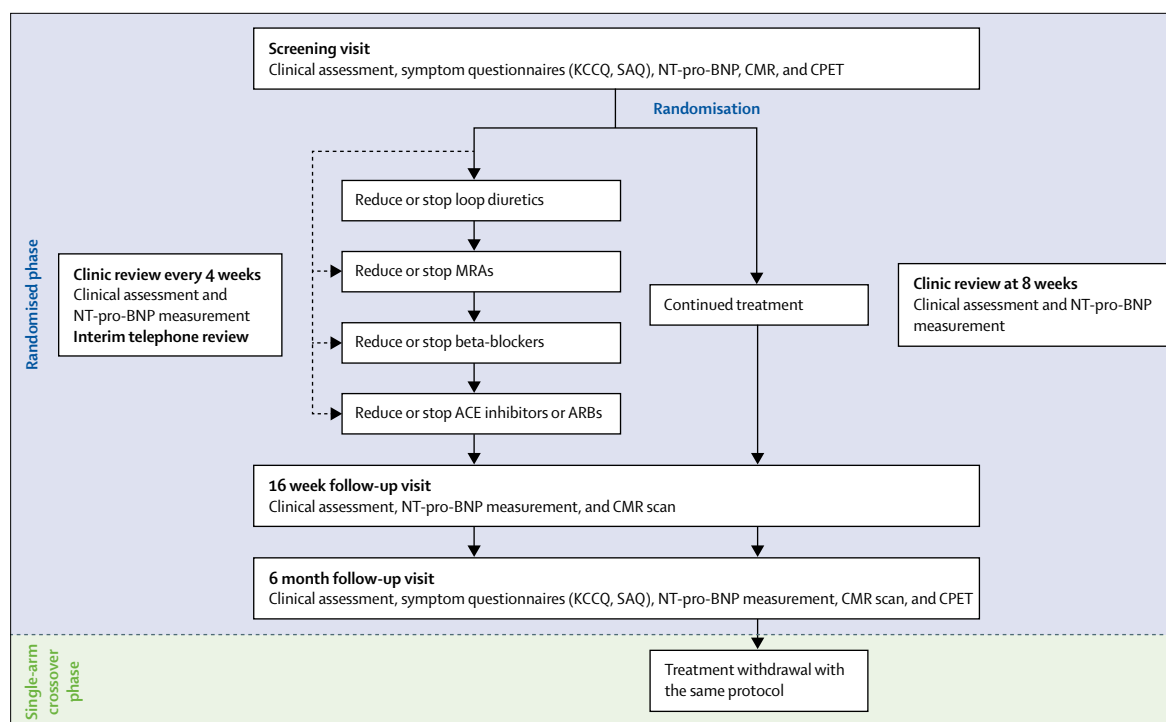 Screening visit
Clinical assessment, symptom questionnaires (KCCQ, SAQ), NT-pro-BNP, CMR, and CPET
Randomisation
Randomised phase
Reduce or stop loop diuretics
Clinic review every 4 weeks
Clinical assessment and
NT-pro-BNP measurement
Interim telephone review
Reduce or stop MRAs
Reduce or stop beta-blockers
Reduce or stop ACE inhibitors or ARBs
Continued treatment
Clinic review at 8 weeks
Clinical assessment and NT-pro-BNP
measurement
16 week follow-up visit
Clinical assessment, NT-pro-BNP measurement, and CMR scan
6 month follow-up visit
Clinical assessment, symptom questionnaires (KCCQ, SAQ), NT-pro-BNP measurement, CMR scan, and CPET
Single-arm
crossover
phase
Treatment withdrawal with
the same protocol